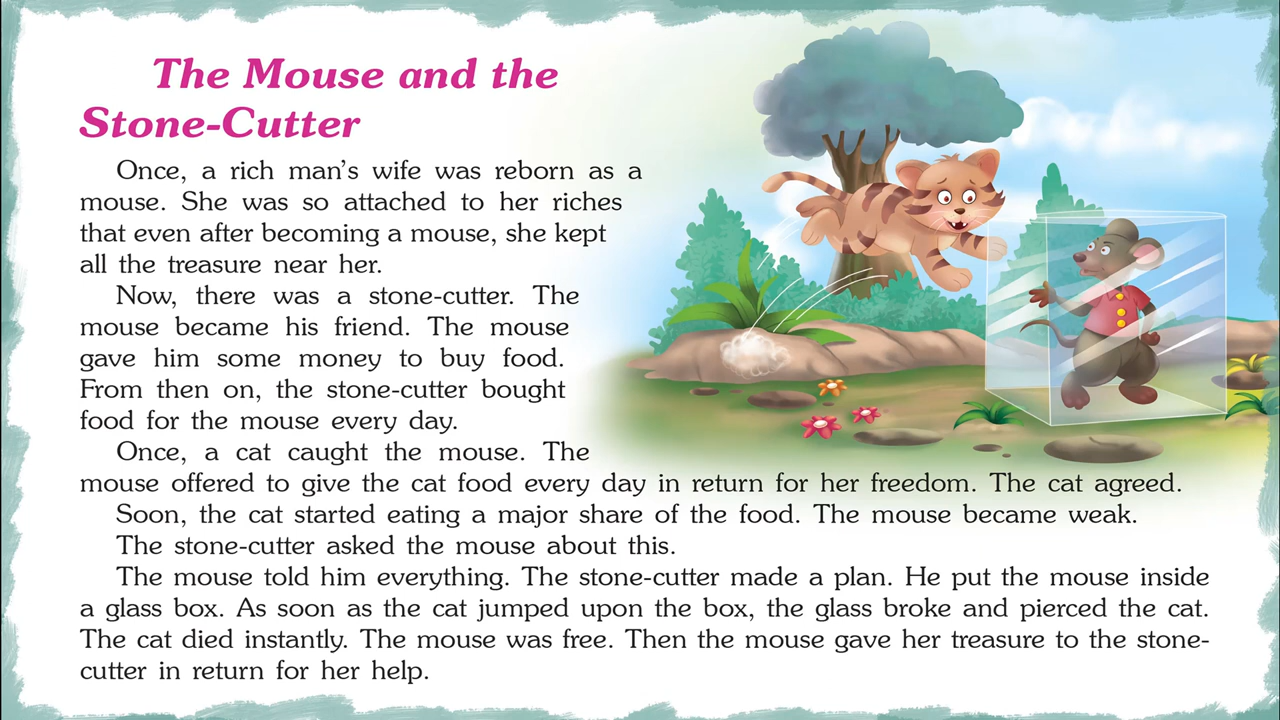 The Mouse and the
Stone-Cutter
Once, a rich man’s wife was reborn as a
mouse. She was so attached to her riches
that even after becoming a mouse, she kept
all the treasure near her.
Now, there was a stone-cutter. The
mouse became his friend. The mouse
gave him some money to buy food.
From then on, the stone-cutter bought
food for the mouse every day.
Once, a cat caught the mouse. The
mouse offered to give the cat food every day in return for her freedom. The cat agreed.
Soon, the cat started eating a major share of the food. The mouse became weak.
The stone-cutter asked the mouse about this.
The mouse told him everything. The stone-cutter made a plan. He put the mouse inside
a glass box. As soon as the cat jumped upon the box, the glass broke and pierced the cat.
The cat died instantly. The mouse was free. Then the mouse gave her treasure to the stone-
cutter in return for her help.